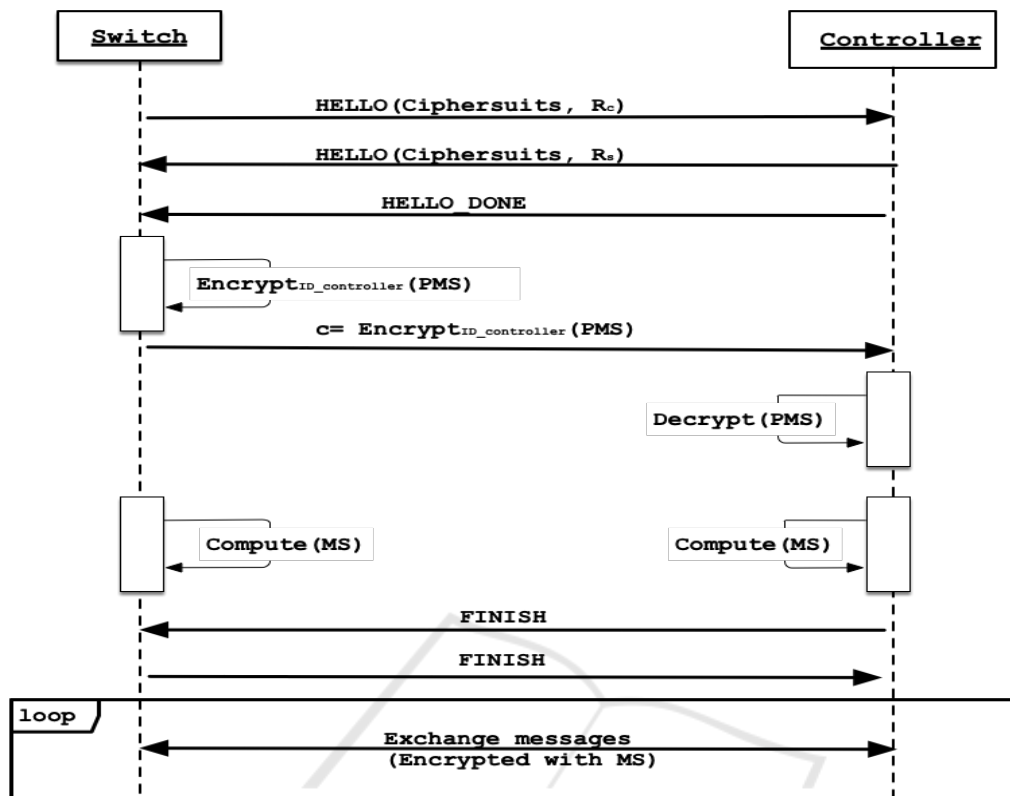 Switch
Controller
HELLO(Ciphersuits, Rc)
HELLO(Ciphersuits, Rs)
HELLO_DONE
EncryptID_controller(PMS)
c= EncryptID_controller(PMS)
Decrypt(PMS)
Compute(MS)
Compute(MS)
FINISH
FINISH
loop
Exchange messages
(Encrypted with MS)